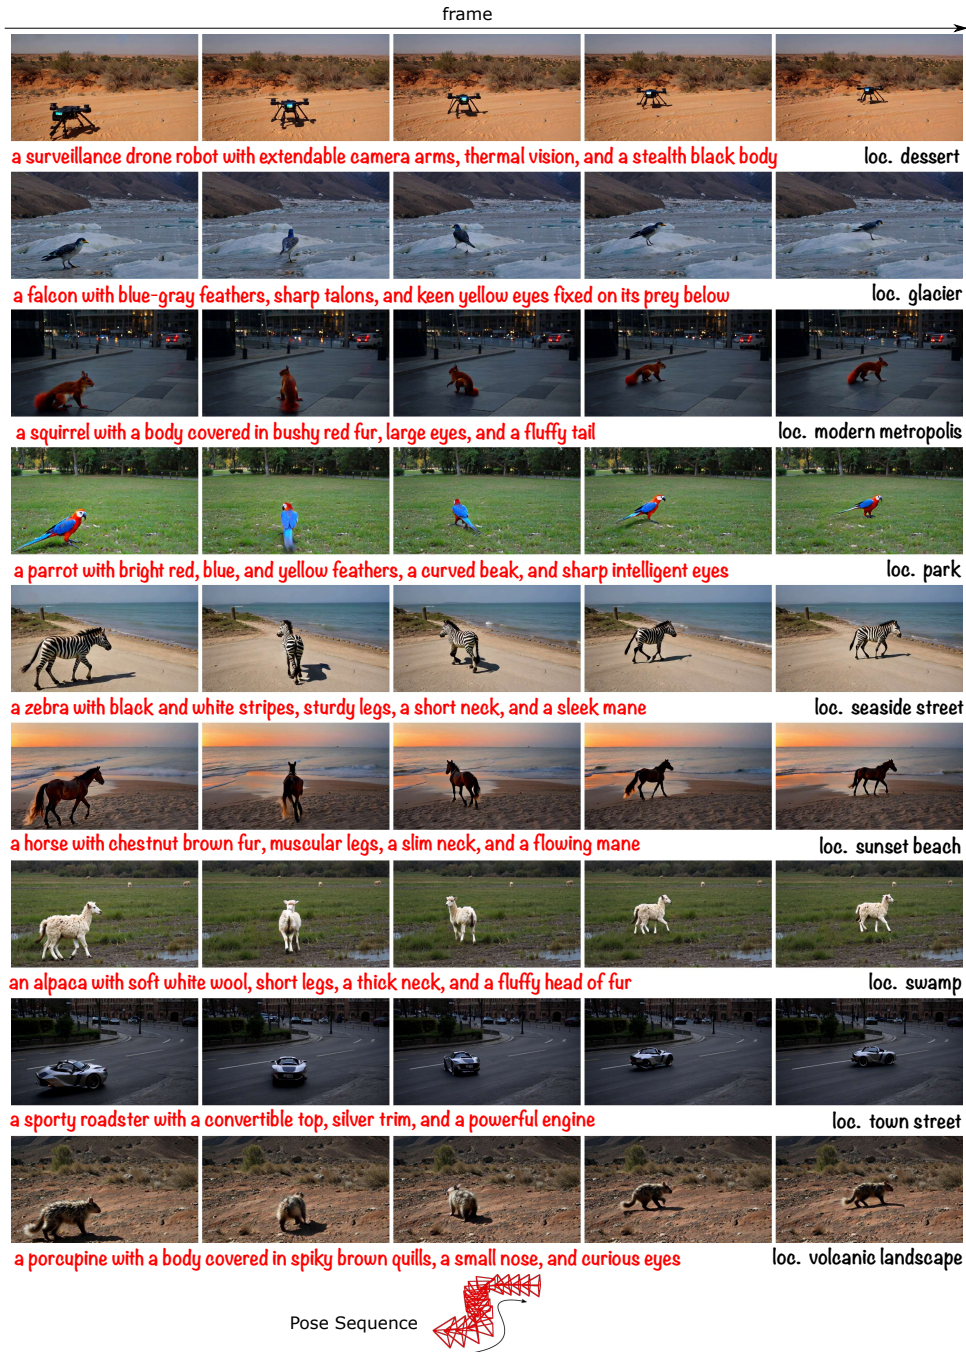 frame
a surveillance drone robot with extendable camera arms, thermal vision, and a stealth black body loc. dessert
a falcon with blue-gray feathers, sharp talons, and keen yellow eyes fixed on its prey below loc. glacier
a squirrel with a body covered in bushy red fur, large eyes, and a fluffy tail loc. modern metropolis
a parrot with bright red, blue, and yellow feathers, a curved beak, and sharp intelligent eyes loc. park
a zebra with black and white stripes, sturdy legs, a short neck, and a sleek mane loc. seaside street
a horse with chestnut brown fur, muscular legs, a slim neck, and a flowing mane loc. sunset beach
an alpaca with soft white wool, short legs, a thick neck, and a fluffy head of fur loc. swamp
a sporty roadster with a convertible top, silver trim, and a powerful engine loc. town street
a porcupine with a body covered in spiky brown quills, a small nose, and curious eyes loc. volcanic landscape
Pose Sequence